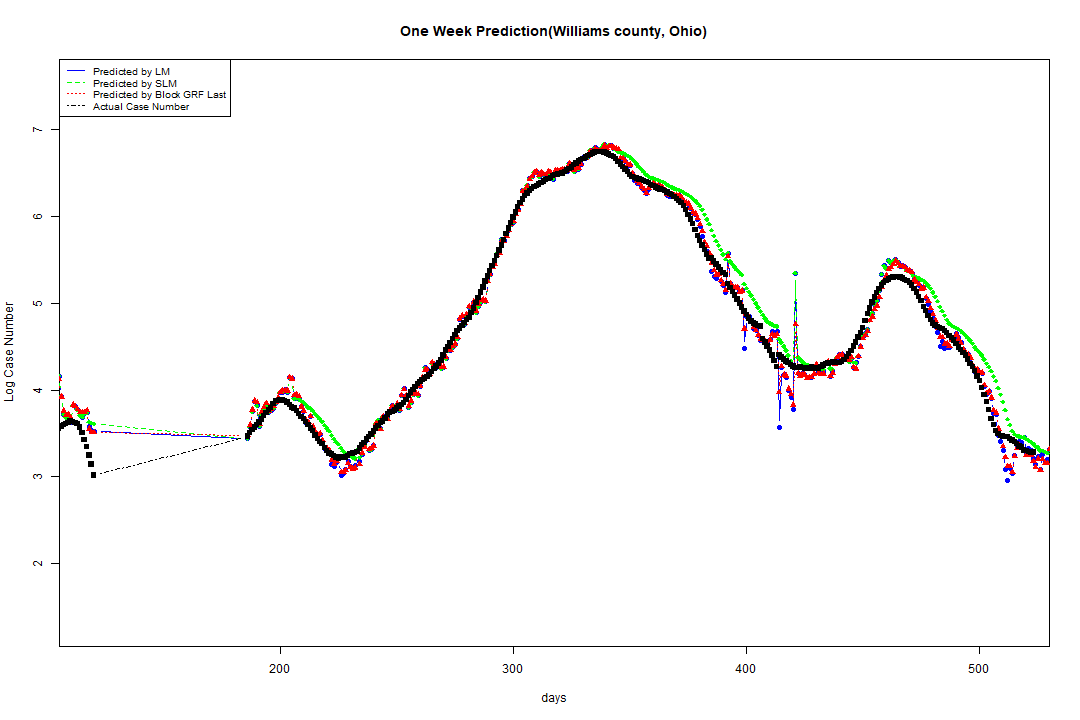 One Week Prediction(Williams county, Ohio)
Predicted by LM
Predicted by SLM
Predicted by Block GRF Last
Actual Case Number
7
6
5
4
3
2
Log Case Number
200 300 400 500
days